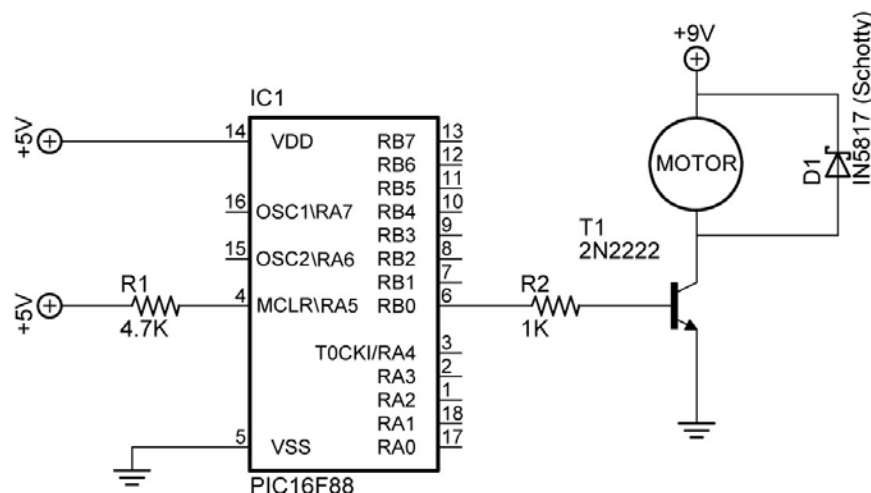 +9V
IN5817 (Schotty)
D1
MOTOR
T1
2N2222
IC1
+5V
14
VDD
RB7
13
RB6
12
RB5
11
16
OSC1\RA7
RB4
10
RB3
9
15
OSC2\RA6
RB2
8
RB1
7
+5V
R1
4.7K
4
MCLR\RA5
RB0
6
R2
1K
T0CKI/RA4
3
RA3
2
RA2
1
RA1
18
5
VSS
RA0
17
PIC16F88